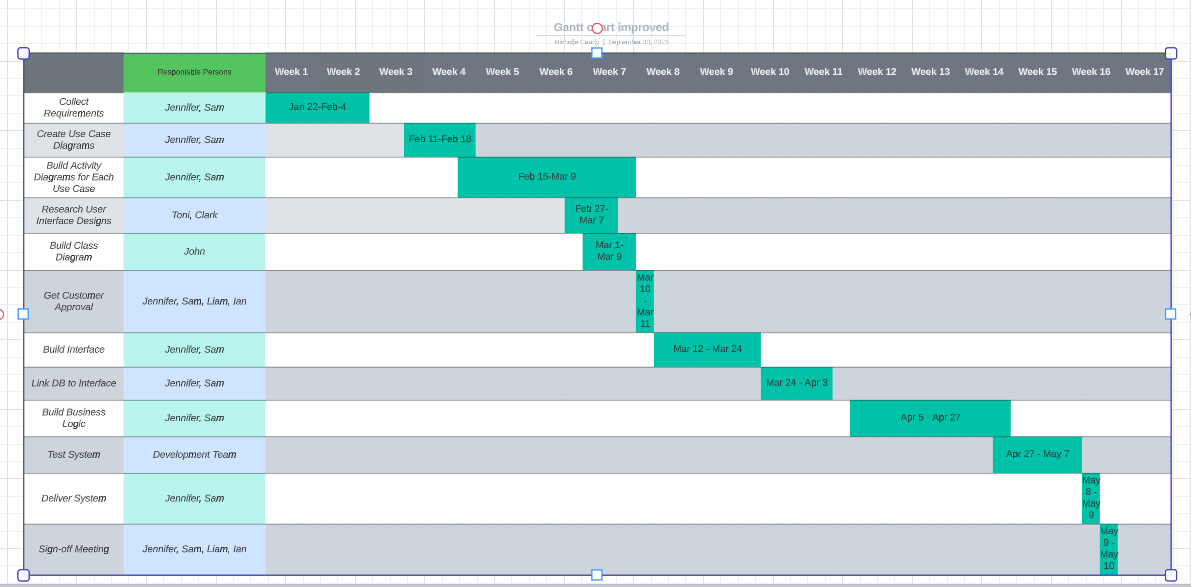 Gantt chart improved
Nichelle Candy | September 30, 2023
Responisble Persons
Week 1 Week 2 Week 3 Week 4 Week 5 Week 6 Week 7 Week 8 Week 9 Week 10 Week 11 Week 12 Week 13 Week 14 Week 15 Week 16 Week 17
Collect
Requirements
Jennifer, Sam
Jan 22-Feb-4
Create Use Case
Diagrams
Jennifer, Sam
Feb 11-Feb 18
Build Activity
Diagrams for Each
Use Case
Jennifer, Sam
Feb 15-Mar 9
Research User
Interface Designs
Toni, Clark
Feb 27-
Mar 7
Build Class
Diagram
John
Mar 1-
Mar 9
Get Customer
Approval
Jennifer, Sam, Liam, Ian
Mar
10
-
Mar
11
Build Interface
Jennifer, Sam
Mar 12 - Mar 24
Link DB to Interface
Jennifer, Sam
Mar 24 - Apr 3
Build Business
Logic
Jennifer, Sam
Apr 5 - Apr 27
Test System
Development Team
Apr 27 - May 7
Deliver System
Jennifer, Sam
May
8 -
May
9
Sign-off Meeting
Jennifer, Sam, Liam, Ian
May
9 -
May
10